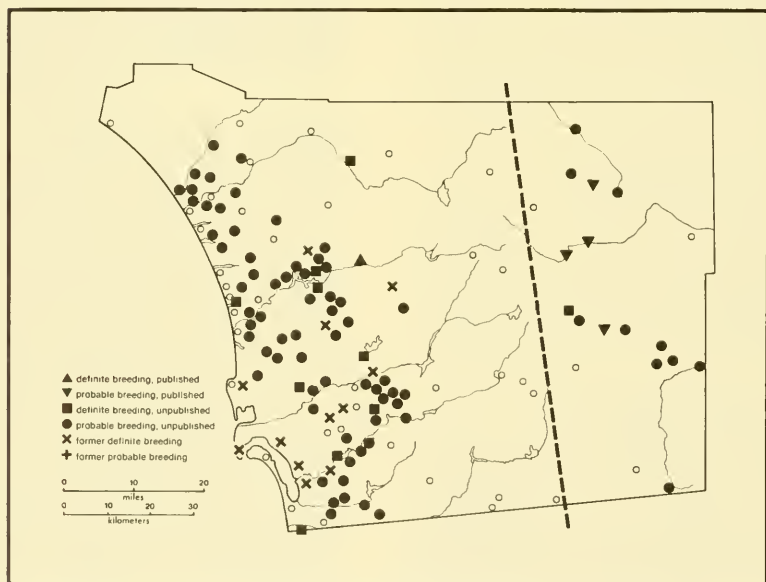 definite breeding, published
probable breeding, published
definite breeding, unpublished
probable breeding, unpublished
former definite breeding
former probable breeding
0 10 20
miles
0 10 20 30
kilometers